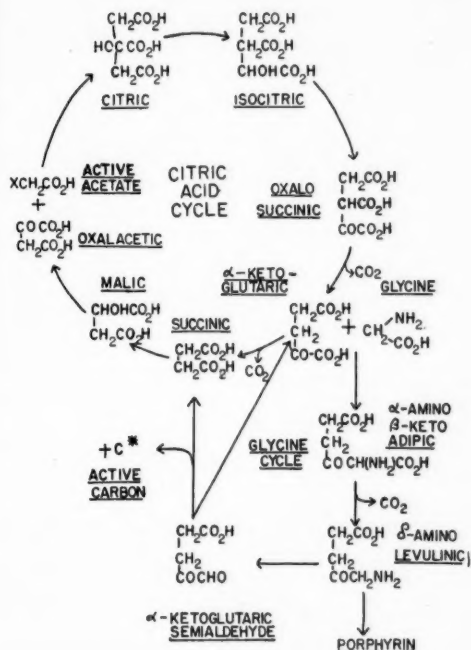 CH₂CO₂H
HOCCO₂H
CH₂CO₂H
CITRIC
CH₂CO₂H
CHCO₂H
CHOHCO₂H
ISOCITRIC
XCH₂CO₂H
ACTIVE
ACETATE
+
COCO₂H
CH₂CO₂H
OXALACETIC
CITRIC
ACID
CYCLE
OXALO
SUCCINIC
CH₂CO₂H
CHCO₂H
COCO₂H
CO₂
MALIC
CHOHCO₂H
CH₂CO₂H
SUCCINIC
CH₂CO₂H
CH₂CO₂H
CO₂
α-KETO-
GLUTARIC
CH₂CO₂H
CH₂
CO-CO₂H
+
GLYCINE
CH₂ NH₂
CO₂H
GLYCINE
CYCLE
CH₂CO₂H
CH₂
COCH(NH₂)CO₂H
α-AMINO
β-KETO
ADIPIC
CO₂
+C*
ACTIVE
CARBON
CH₂CO₂H
CH₂
COCHO
α-KETOGLUTARIC
SEMIALDEHYDE
CH₂CO₂H
CH₂
COCH₂NH₂
δ-AMINO
LEVULINIC
PORPHYRIN